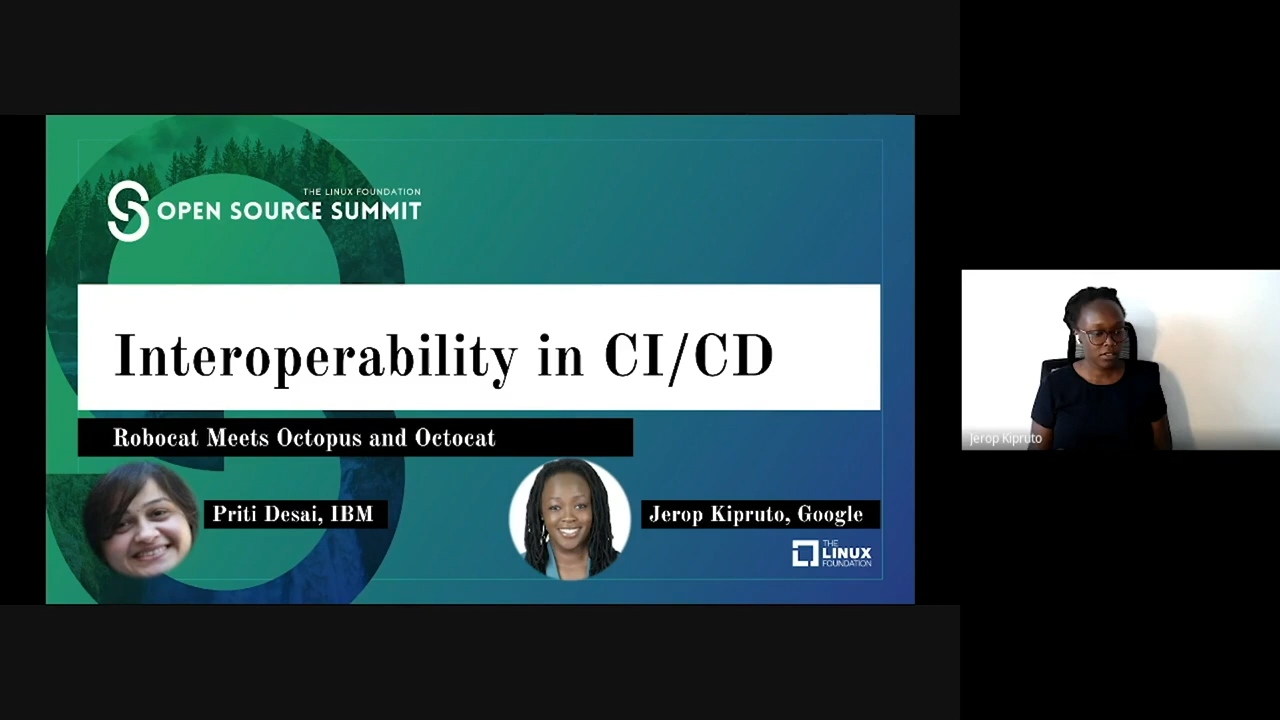 THE LINUX FOUNDATION
OPEN SOURCE SUMMIT
Interoperability in CI/CD
Robocat Meets Octopus and Octocat
Priti Desai, IBM
Jerop Kipruto, Google
THE
LINUX
FOUNDATION
Jerop Kipruto